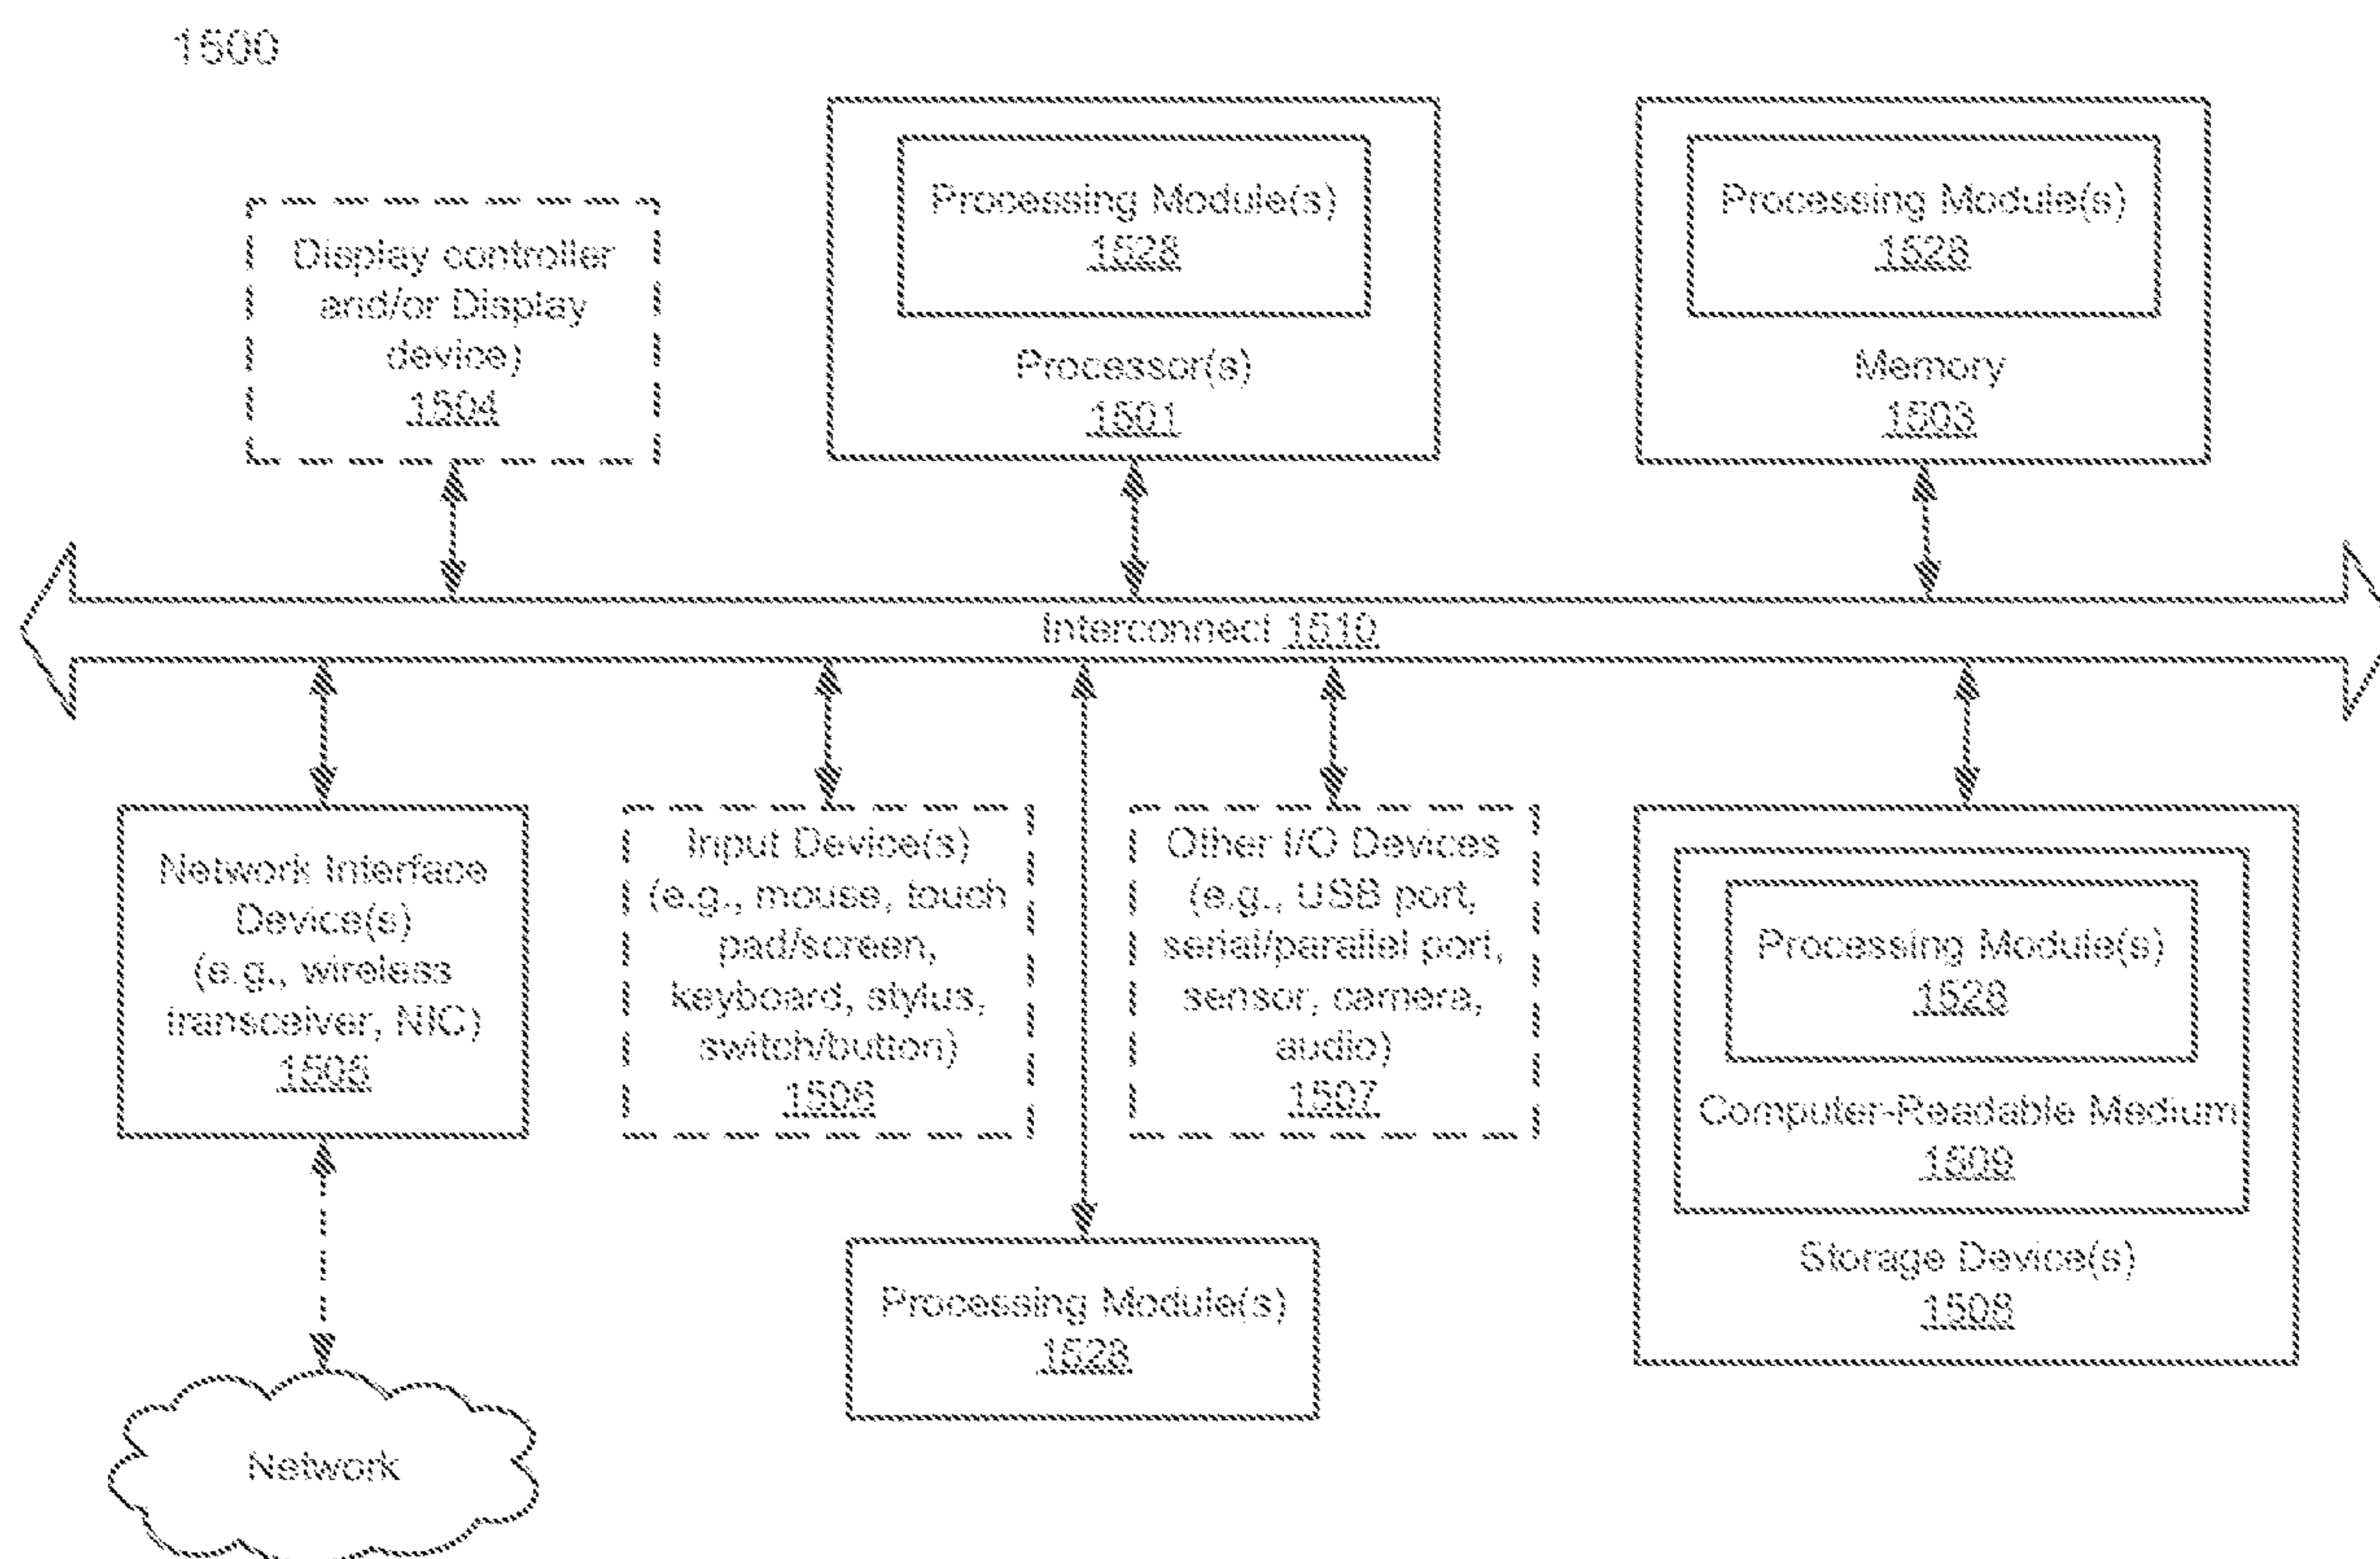 1500
Display controller
and/or Display
device)
1504
Processing Module(s)
1528
Processor(s)
1501
Processing Module(s)
1528
Memory
1503
Interconnect 1510
Network Interface
Device(s)
(e.g., wireless
transceiver, NIC)
1505
Input Device(s)
(e.g., mouse, touch
pad/screen,
keyboard, stylus,
switch/button)
1506
Other I/O Devices
(e.g., USB port,
serial/parallel port,
sensor, camera,
audio)
1507
Processing Module(s)
1528
Computer-Readable Medium
1509
Storage Device(s)
1508
Processing Module(s)
1528
Network